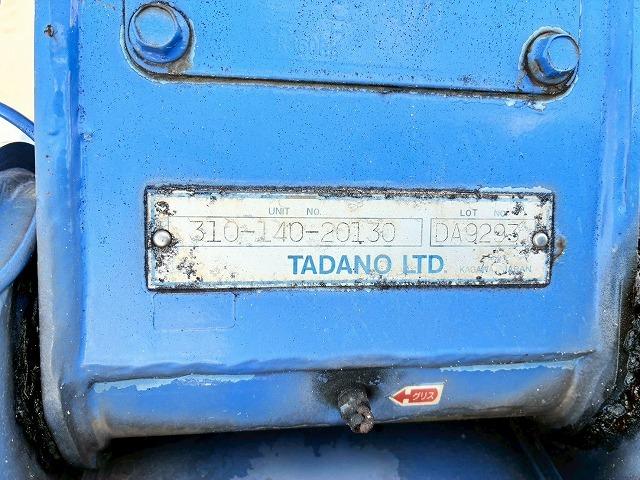 UNIT NO.
LOT NO.
310-140-20130
DA9293
TADANO LTD.
グリス